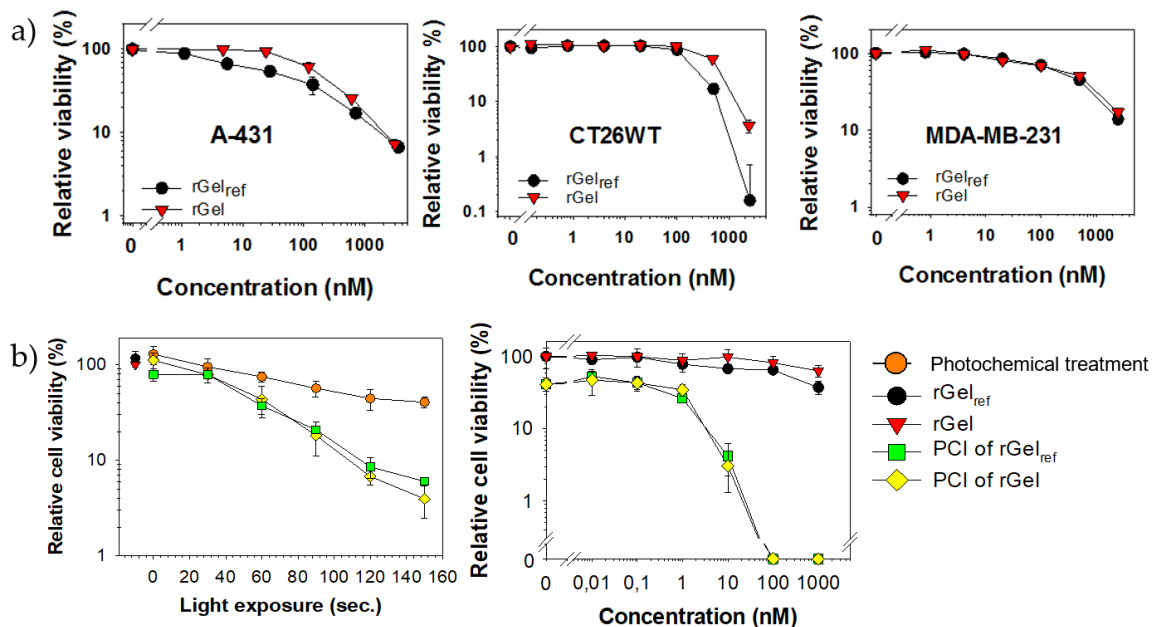 a)
Relative viability (%)
100
10
1
A-431
rGelref
rGel
0 1 10 100 1000
Concentration (nM)
Relative viability %)
100
10
1
0.1
CT26WT
rGelref
rGel
0 1 10 100 1000
Concentration (nM)
Relative viability (%)
100
10
1
MDA-MB-231
rGelref
rGel
0 1 10 100 1000
Concentration (nM)
b)
Relative cell viability (%)
100
10
1
0 20 40 60 80 100 120 140 160
Light exposure (sec.)
Relative cell viability (%)
100
10
1
0
0 0,01 0,1 1 10 100 1000
Concentration (nM)
Photochemical treatment
rGelref
rGel
PCI of rGelref
PCI of rGel